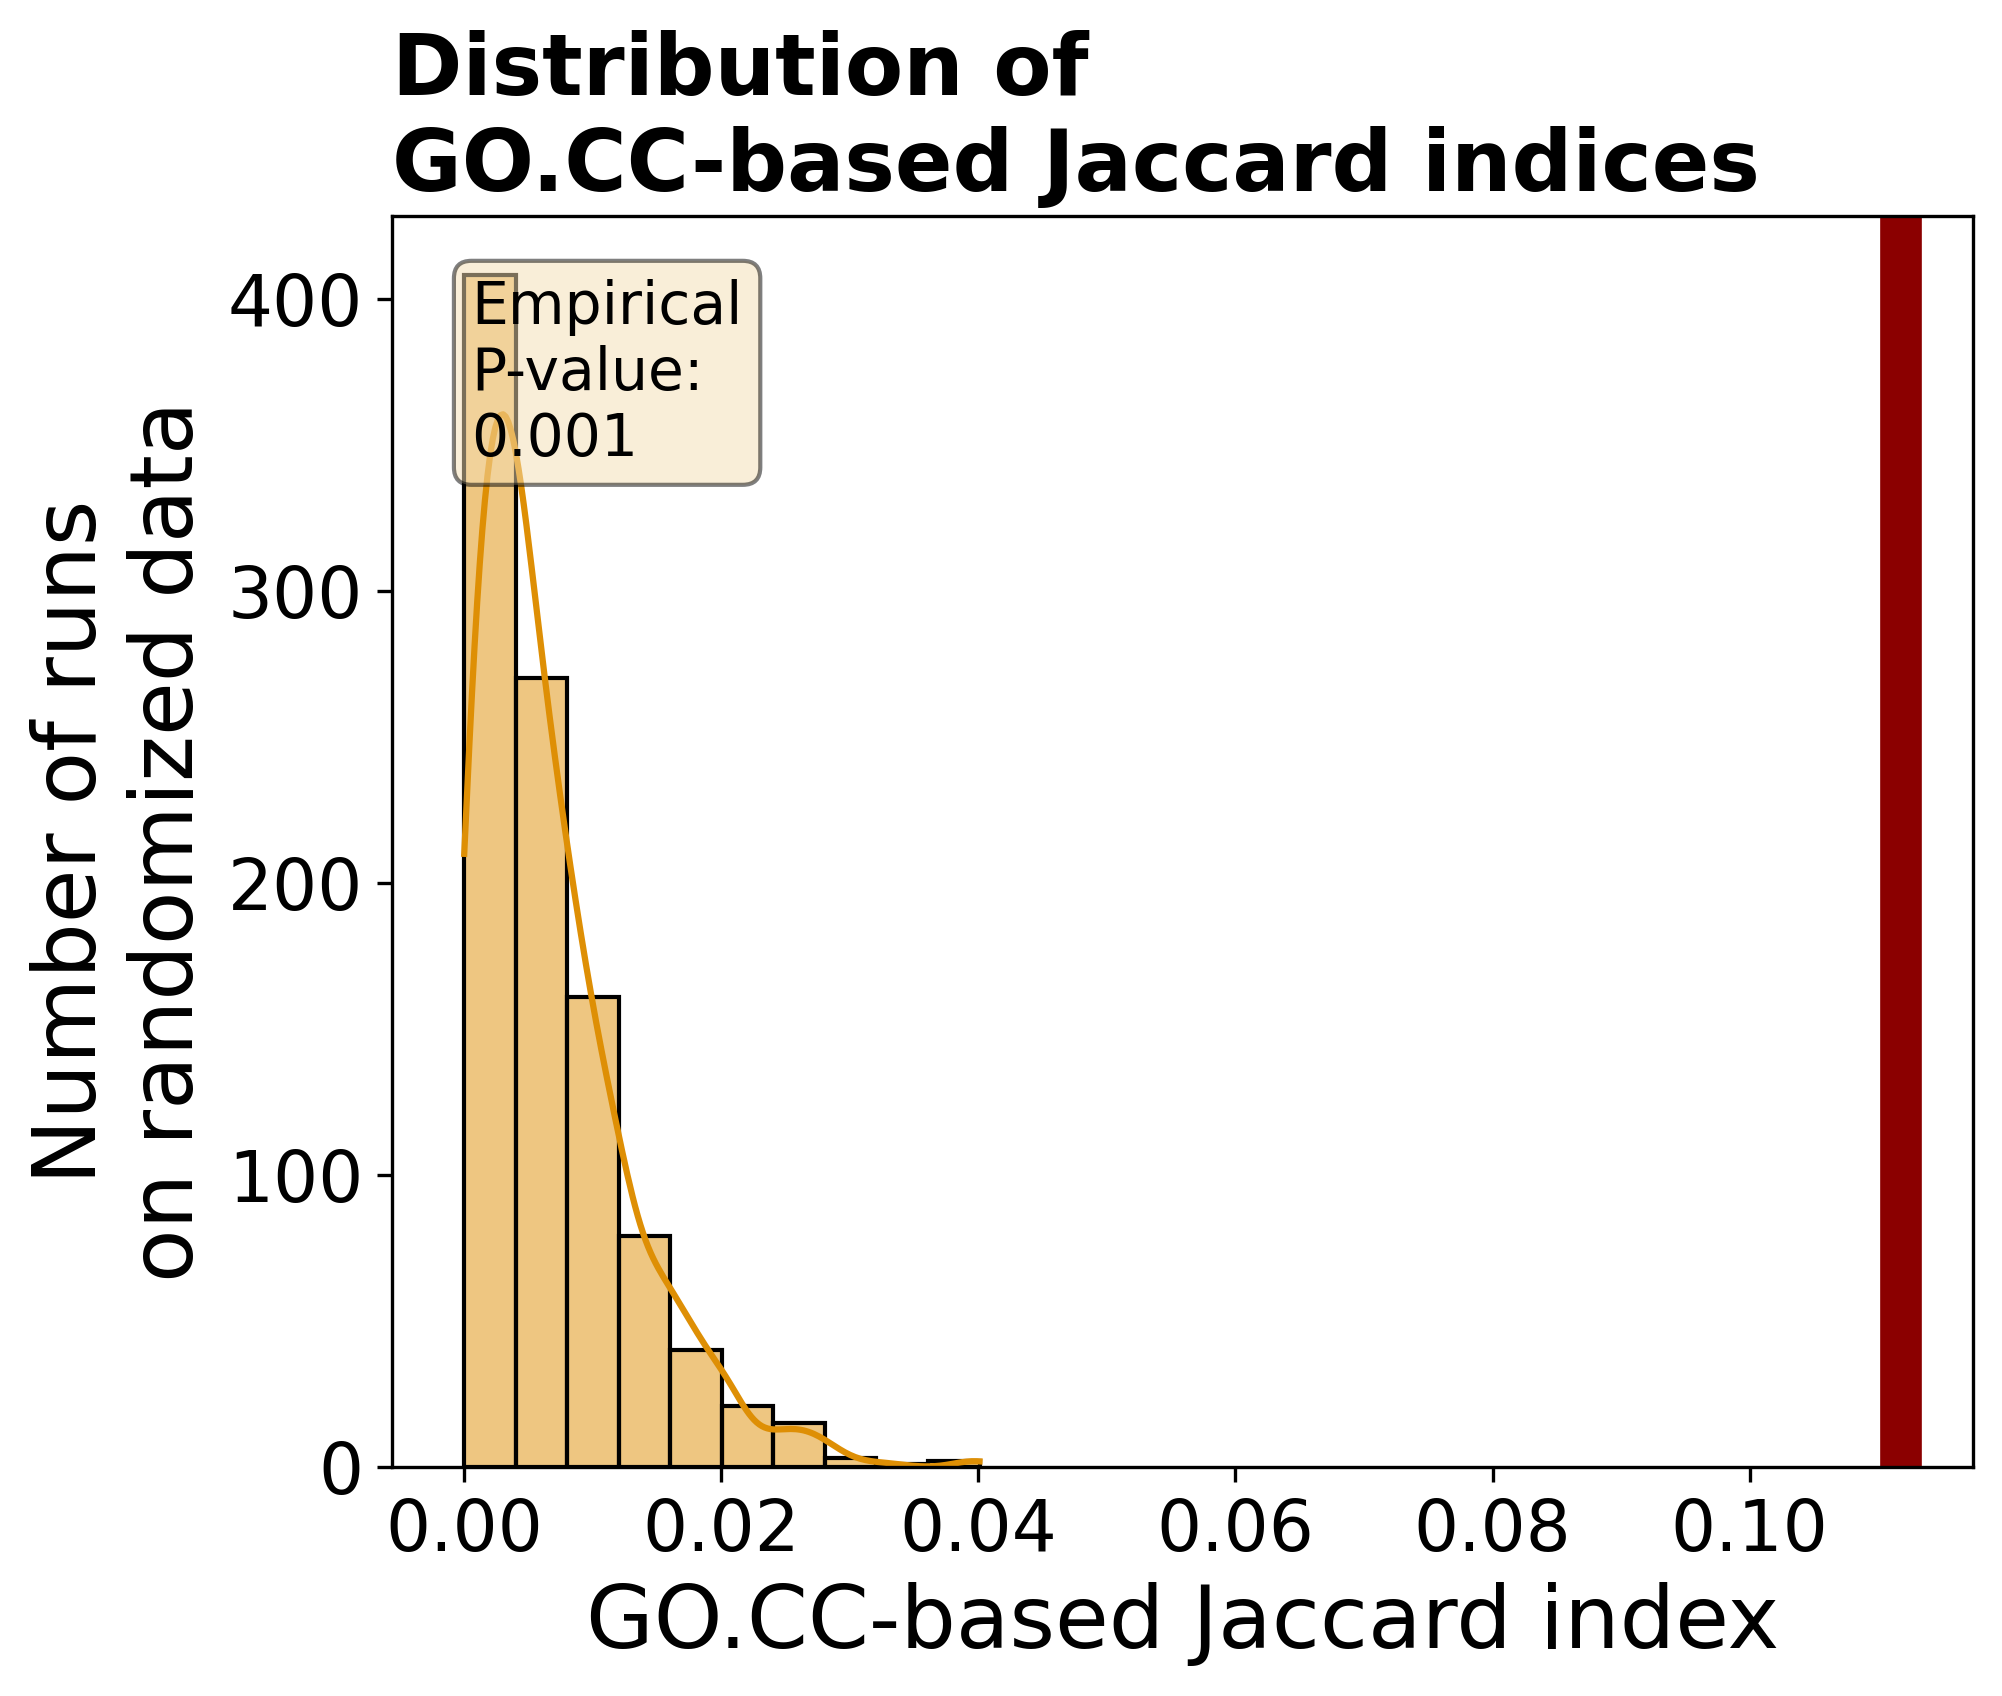 Distribution of
GO.CC-based Jaccard indices
Empirical
P-value:
0.001
Number of runs
on randomized data
400
300
200
100
0
0.00 0.02 0.04 0.06 0.08 0.10
GO.CC-based Jaccard index